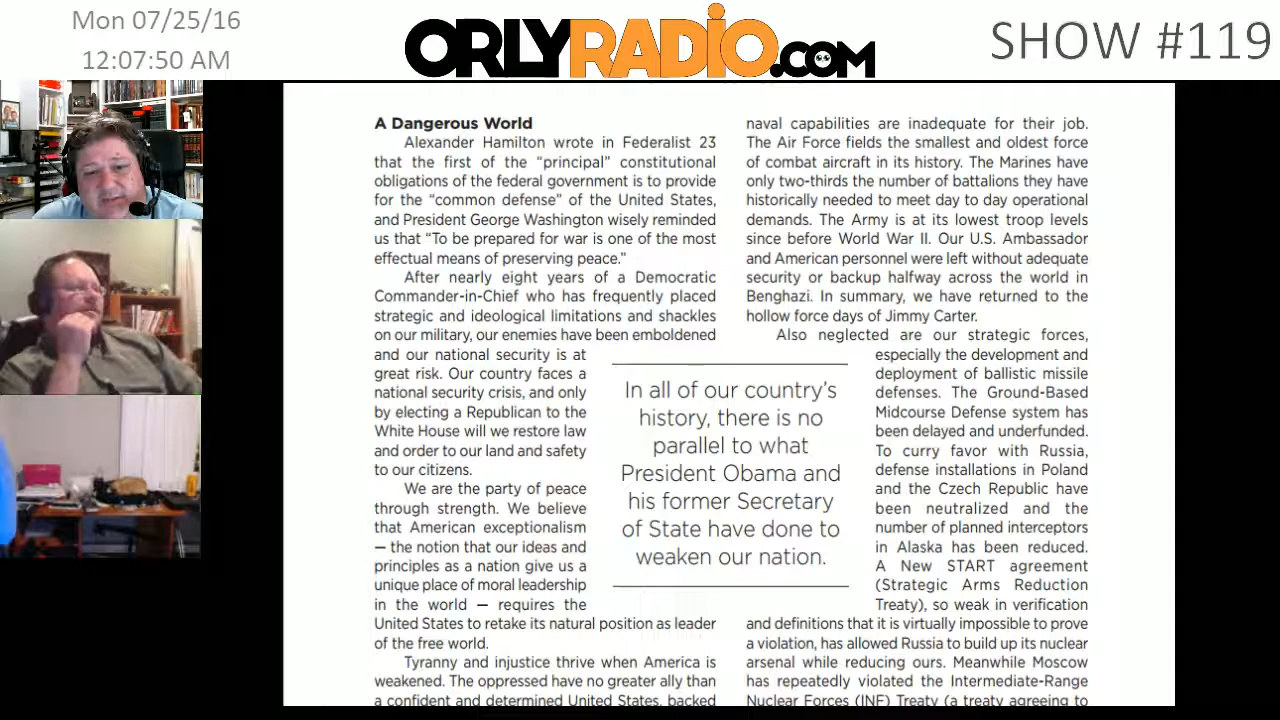 Mon 07/25/16
12:07:50 AM
ORLYRADIO.COM
SHOW #119
A Dangerous World
Alexander Hamilton wrote in Federalist 23
that the first of the “principal” constitutional
obligations of the federal government is to provide
for the “common defense” of the United States,
and President George Washington wisely reminded
us that “To be prepared for war is one of the most
effectual means of preserving peace.”
After nearly eight years of a Democratic
Commander-in-Chief who has frequently placed
strategic and ideological limitations and shackles
on our military, our enemies have been emboldened
and our national security is at
great risk. Our country faces a
national security crisis, and only
by electing a Republican to the
White House will we restore law
and order to our land and safety
to our citizens.
We are the party of peace
through strength. We believe
that American exceptionalism
— the notion that our ideas and
principles as a nation give us a
unique place of moral leadership
in the world — requires the
United States to retake its natural position as leader
of the free world.
Tyranny and injustice thrive when America is
weakened. The oppressed have no greater ally than
a confident and determined United States, backed
In all of our country’s
history, there is no
parallel to what
President Obama and
his former Secretary
of State have done to
weaken our nation.
naval capabilities are inadequate for their job.
The Air Force fields the smallest and oldest force
of combat aircraft in its history. The Marines have
only two-thirds the number of battalions they have
historically needed to meet day to day operational
demands. The Army is at its lowest troop levels
since before World War II. Our U.S. Ambassador
and American personnel were left without adequate
security or backup halfway across the world in
Benghazi. In summary, we have returned to the
hollow force days of Jimmy Carter.
Also neglected are our strategic forces,
especially the development and
deployment of ballistic missile
defenses. The Ground-Based
Midcourse Defense system has
been delayed and underfunded.
To curry favor with Russia,
defense installations in Poland
and the Czech Republic have
been neutralized and the
number of planned interceptors
in Alaska has been reduced.
A New START agreement
(Strategic Arms Reduction
Treaty), so weak in verification
and definitions that it is virtually impossible to prove
a violation, has allowed Russia to build up its nuclear
arsenal while reducing ours. Meanwhile Moscow
has repeatedly violated the Intermediate-Range
Nuclear Forces (INF) Treaty (a treaty agreeing to